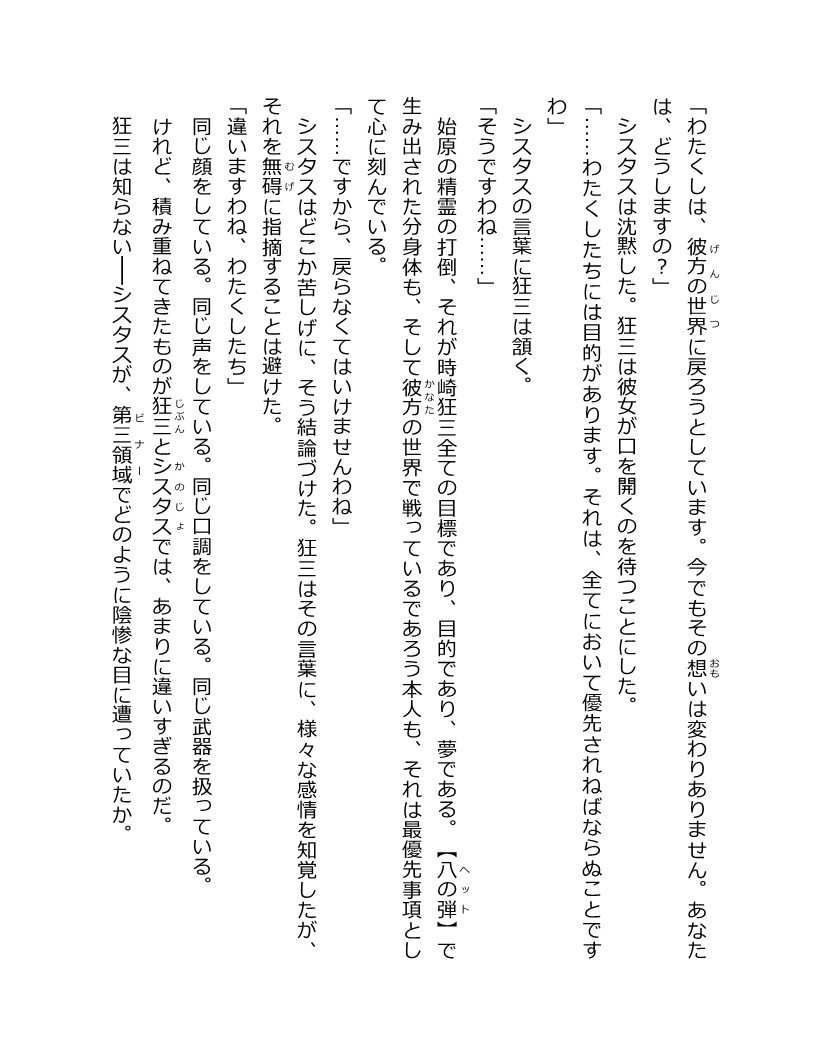 「わたくしは、彼方の世界に戻ろうとしています。今でもその想いは変わりありません。あなた
は、どうしますの？」
シスタスは沈黙した。狂三は彼女が口を開くのを待つことにした。
「……わたくしたちには目的があります。それは、全てにおいて優先されねばならぬことです
わ」
シスタスの言葉に狂三は頷く。
「そうですわね……」
始原の精霊の打倒、それが時崎狂三全ての目標であり、目的であり、夢である。【八の弾】で
生み出された分身体も、そして彼方の世界で戦っているであろう本人も、それは最優先事項とし
て心に刻んでいる。
「……ですから、戻らなくてはいけませんわね」
シスタスはどこか苦しげに、そう結論づけた。狂三はその言葉に、様々な感情を知覚したが、
それを無碍に指摘することは避けた。
「違いますわね、わたくしたち」
同じ顔をしている。同じ声をしている。同じ口調をしている。同じ武器を扱っている。
けれど、積み重ねてきたものが狂三とシスタスでは、あまりに違いすぎるのだ。
狂三は知らない──シスタスが、第三領域でどのように陰惨な目に遭っていたか。